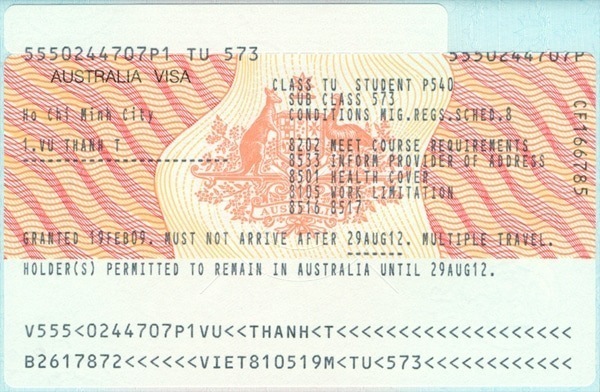 5550244707P1 TU 573 5550244707P
AUSTRALIA VISA
CLASS TU STUDENT P540
SUB CLASS 573
Ho Chi Minh City CONDITIONS MIG.REGS.SCHED.8
1.VU THANH T 8202 MEET COURSE REQUIREMENTS
8533 INFORM PROVIDER OF ADDRESS
8501 HEALTH COVER
8105 WORK LIMITATION
8516 8517
CF166785
AUSTRALIA
GRANTED 19FEB09. MUST NOT ARRIVE AFTER 29AUG12. MULTIPLE TRAVEL.
HOLDER(S) PERMITTED TO REMAIN IN AUSTRALIA UNTIL 29AUG12.
V555<0244707P1VU<<THANH<T<<<<<<<<<<<<<<<<<<<
B2617872<<<<<<VIET810519M<TU<573<<<<<<<<<<<<